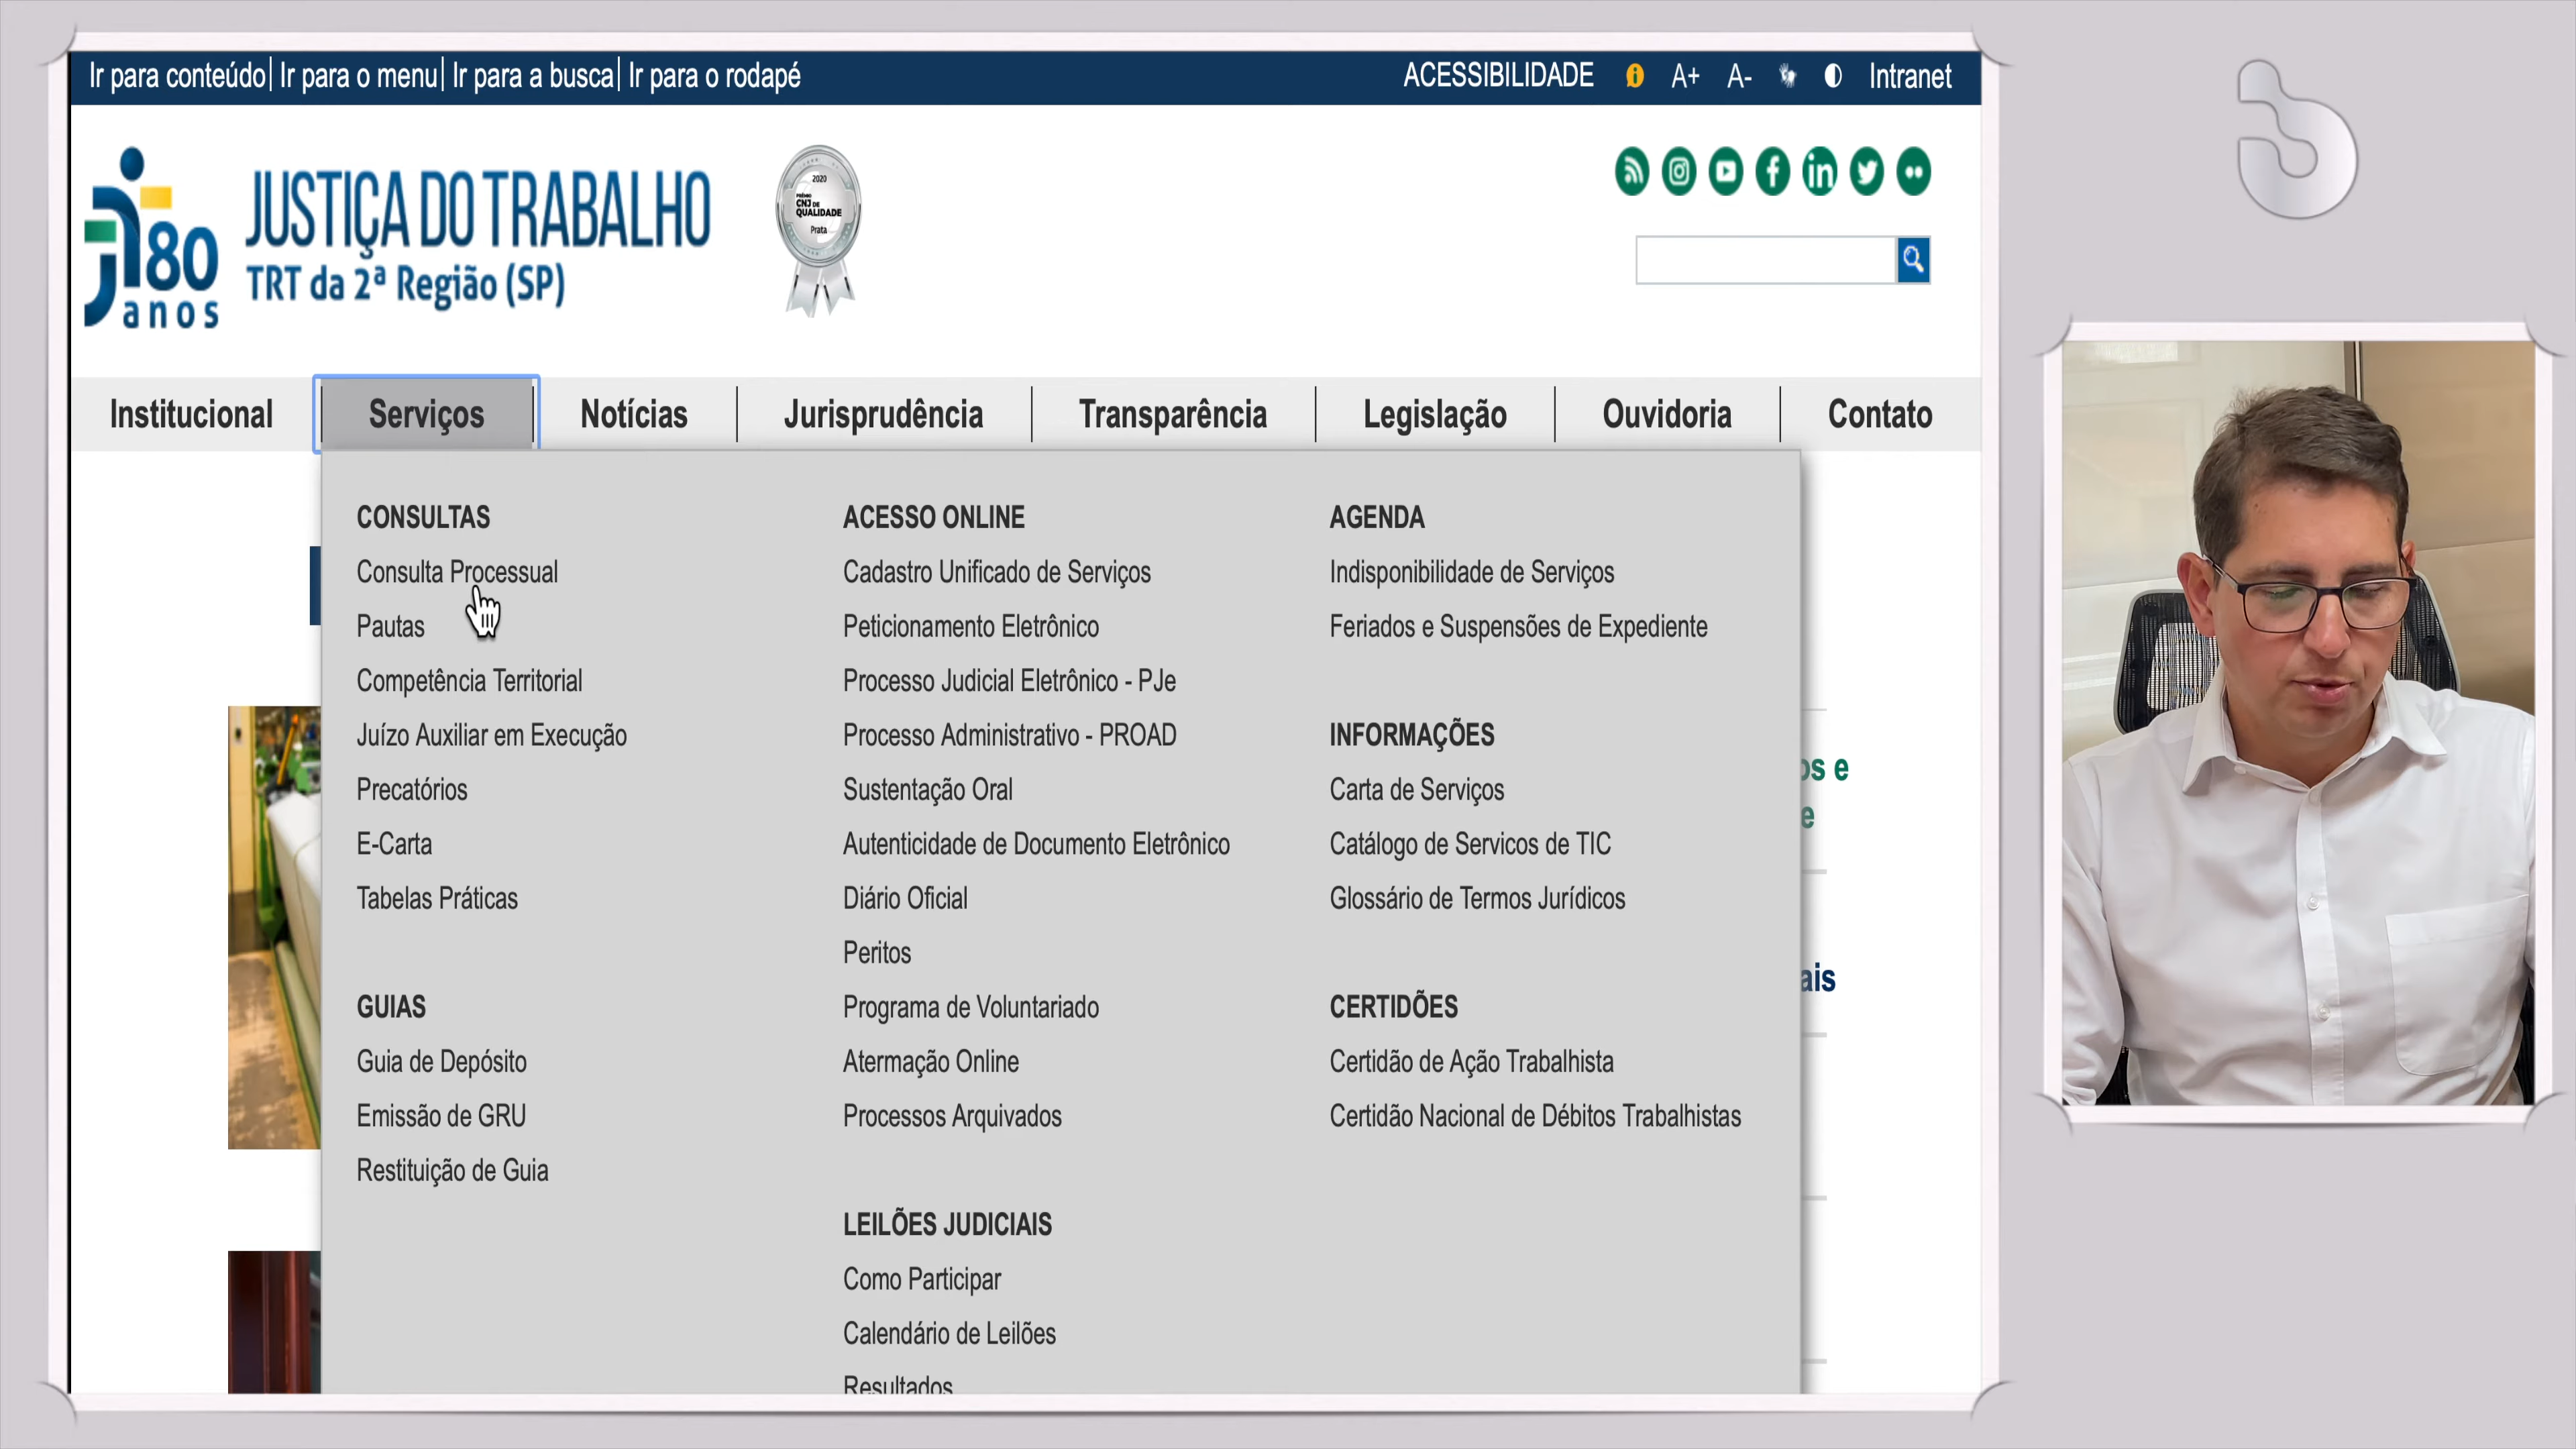 Ir para conteúdo| Ir para o menu| Ir para a busca| Ir para o rodapé
ACESSIBILIDADE A+ A- Intranet
80
anos
JUSTIÇA DO TRABALHO
TRT da 2ª Região (SP)
2020
PRÊMIO
CNJ DE
QUALIDADE
Prata
Institucional
Serviços
Notícias
Jurisprudência
Transparência
Legislação
Ouvidoria
Contato
CONSULTAS
Consulta Processual
Pautas
Competência Territorial
Juízo Auxiliar em Execução
Precatórios
E-Carta
Tabelas Práticas
GUIAS
Guia de Depósito
Emissão de GRU
Restituição de Guia
ACESSO ONLINE
Cadastro Unificado de Serviços
Peticionamento Eletrônico
Processo Judicial Eletrônico - PJe
Processo Administrativo - PROAD
Sustentação Oral
Autenticidade de Documento Eletrônico
Diário Oficial
Peritos
Programa de Voluntariado
Atermação Online
Processos Arquivados
LEILÕES JUDICIAIS
Como Participar
Calendário de Leilões
Resultados
AGENDA
Indisponibilidade de Serviços
Feriados e Suspensões de Expediente
INFORMAÇÕES
Carta de Serviços
Catálogo de Servicos de TIC
Glossário de Termos Jurídicos
CERTIDÕES
Certidão de Ação Trabalhista
Certidão Nacional de Débitos Trabalhistas
os e
e
ais